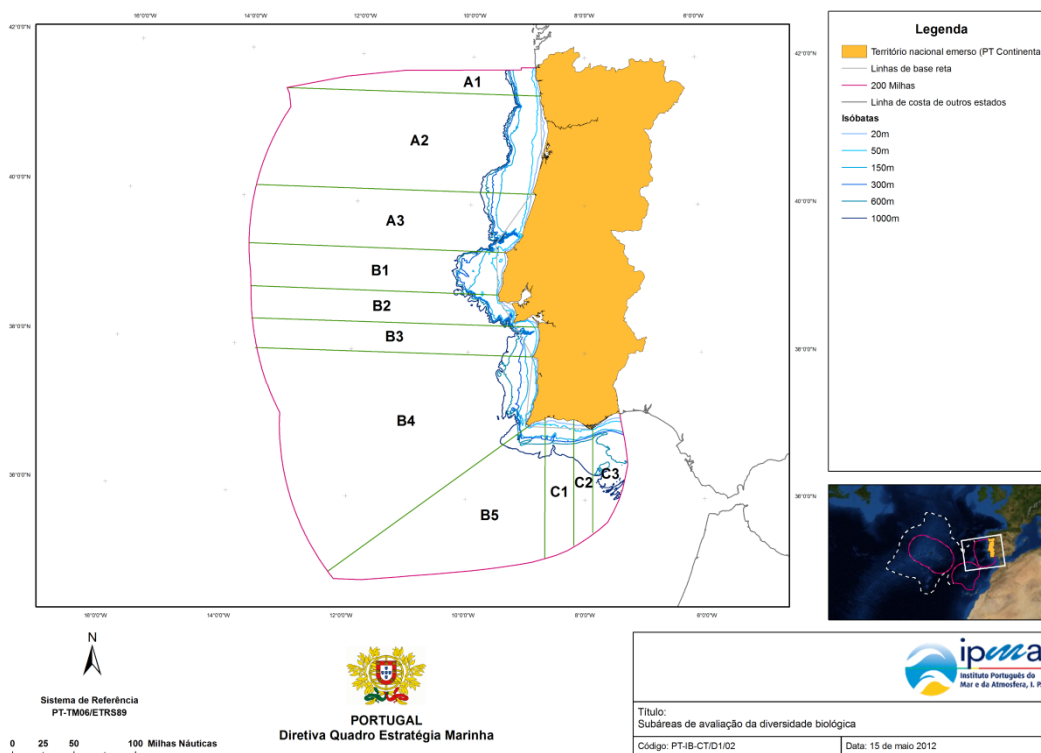 42°0'0"N
40°0'0"N
38°0'0"N
36°0'0"N
42°0'0"N
40°0'0"N
38°0'0"N
36°0'0"N
16°0'0"W
14°0'0"W
12°0'0"W
10°0'0"W
8°0'0"W
6°0'0"W
10°0'0"W
8°0'0"W
6°0'0"W
A1
A2
A3
B1
B2
B3
B4
B5
C1
C2
C3
Legenda
Território nacional emerso (PT Continenta
Linhas de base reta
200 Milhas
Linha de costa de outros estados
Isóbatas
20m
50m
150m
300m
600m
1000m
N
Sistema de Referência
PT-TM06/ETRS89
0 25 50 100 Milhas Náuticas
PORTUGAL
Diretiva Quadro Estratégia Marinha
ipma
Instituto Português do
Mar e da Atmosfera, I. P.
Título:
Subáreas de avaliação da diversidade biológica
Código: PT-IB-CT/D1/02
Data: 15 de maio 2012